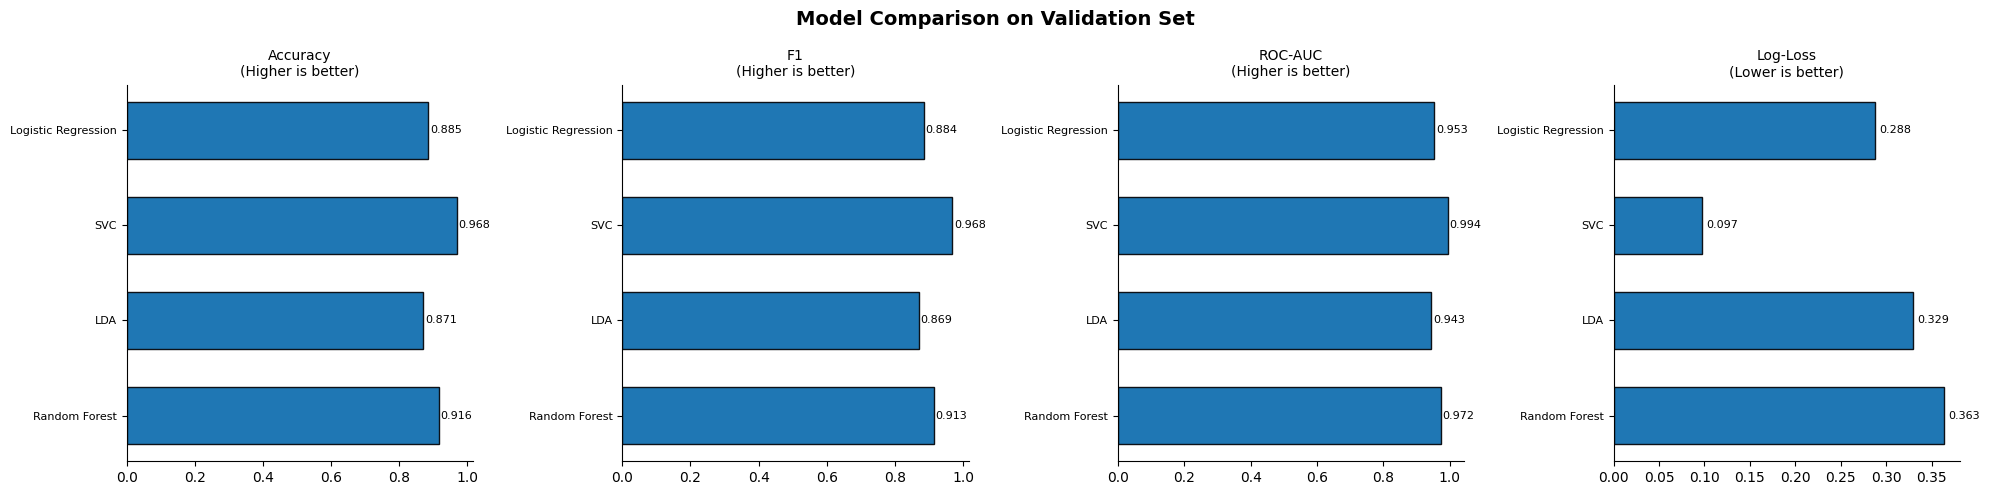 Model Comparison on Validation Set
Accuracy
(Higher is better)
Logistic Regression
0.885
SVC
0.968
LDA
0.871
Random Forest
0.916
0.0 0.2 0.4 0.6 0.8 1.0
F1
(Higher is better)
Logistic Regression
0.884
SVC
0.968
LDA
0.869
Random Forest
0.913
0.0 0.2 0.4 0.6 0.8 1.0
ROC-AUC
(Higher is better)
Logistic Regression
0.953
SVC
0.994
LDA
0.943
Random Forest
0.972
0.0 0.2 0.4 0.6 0.8 1.0
Log-Loss
(Lower is better)
Logistic Regression
0.288
SVC
0.097
LDA
0.329
Random Forest
0.363
0.00 0.05 0.10 0.15 0.20 0.25 0.30 0.35